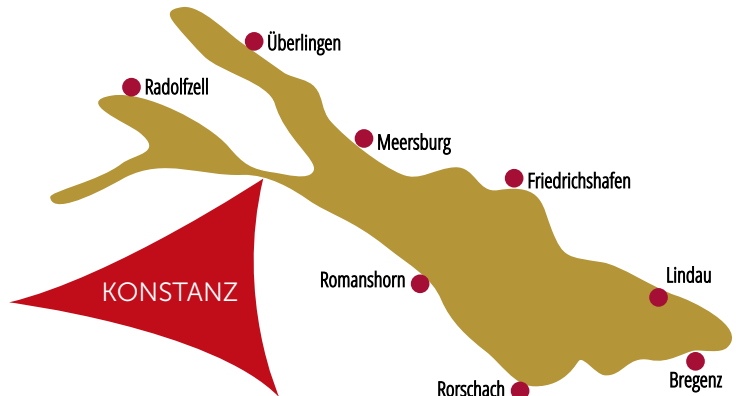 Überlingen
Radolfzell
Meersburg
Friedrichshafen
Lindau
Romanshorn
KONSTANZ
Bregenz
Rorschach